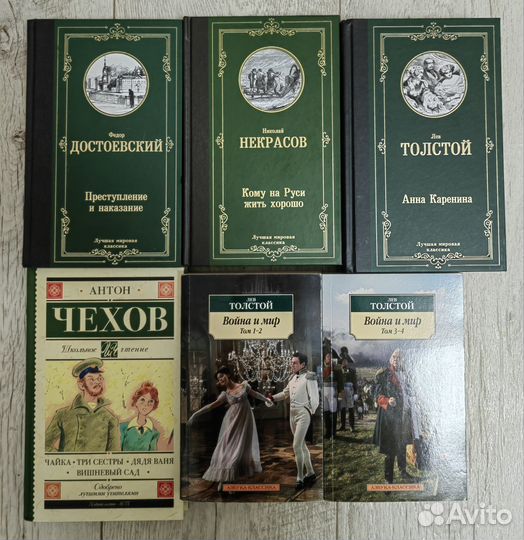 Федор
ДОСТОЕВСКИЙ
Преступление
и наказание
Лучшая мировая
классика
Николай
НЕКРАСОВ
Кому на Руси
жить хорошо
Лучшая мировая
классика
Лев
ТОЛСТОЙ
Анна Каренина
Лучшая мировая
классика
АНТОН
ЧЕХОВ
Школьное чтение
ЧАЙКА • ТРИ СЕСТРЫ • ДЯДЯ ВАНЯ
• ВИШНЕВЫЙ САД •
Одобрено
лучшими учителями
ЛЕВ
ТОЛСТОЙ
Война и мир
Том 1-2
АЗБУКА-КЛАССИКА
ЛЕВ
ТОЛСТОЙ
Война и мир
Том 3-4
АЗБУКА-КЛАССИКА
Avito